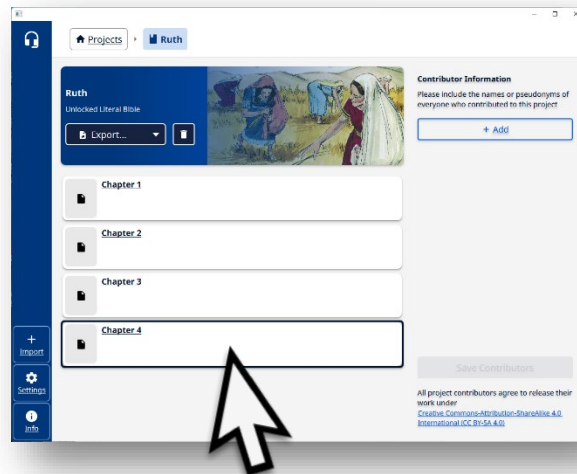 Projects
Ruth
Ruth
Unlocked Literal Bible
Export...
Chapter 1
Chapter 2
Chapter 3
Chapter 4
Import
Settings
Info
Contributor Information
Please include the names or pseudonyms of
everyone who contributed to this project
+ Add
Save Contributors
All project contributors agree to release their
work under
Creative Commons-Attribution-ShareAlike 4.0
International (CC BY-SA 4.0)